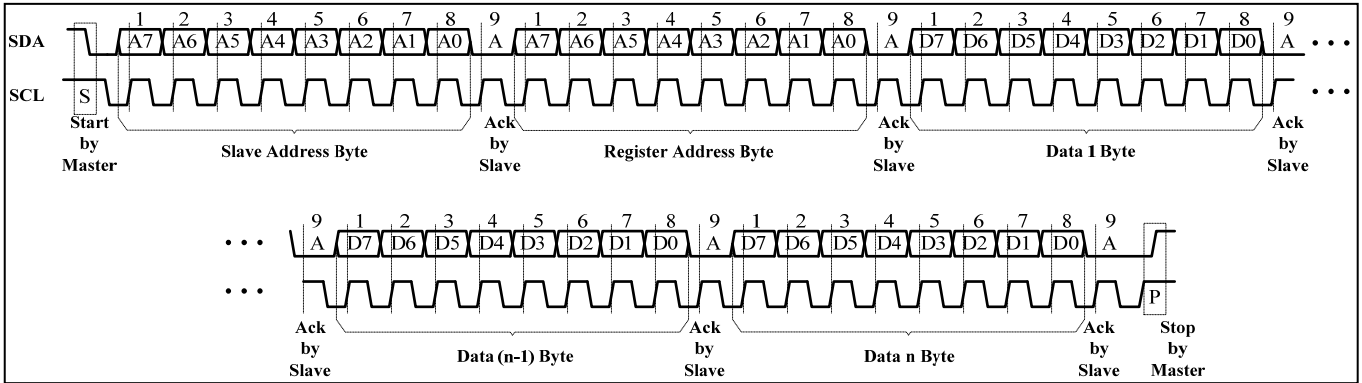 1 2 3 4 5 6 7 8 9 1 2 3 4 5 6 7 8 9 1 2 3 4 5 6 7 8 9
SDA A7 A6 A5 A4 A3 A2 A1 A0 A A7 A6 A5 A4 A3 A2 A1 A0 A D7 D6 D5 D4 D3 D2 D1 D0 A • • •
SCL S • • •
Start by Master
Slave Address Byte
Ack by Slave
Register Address Byte
Ack by Slave
Data 1 Byte
Ack by Slave
9 1 2 3 4 5 6 7 8 9 1 2 3 4 5 6 7 8 9
• • • A D7 D6 D5 D4 D3 D2 D1 D0 A D7 D6 D5 D4 D3 D2 D1 D0 A
• • • P
Ack by Slave
Data (n-1) Byte
Ack by Slave
Data n Byte
Ack by Slave
Stop by Master